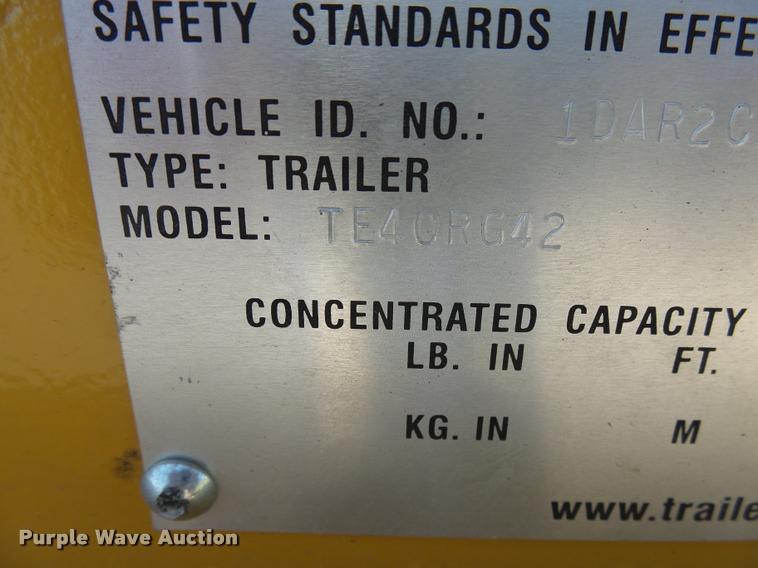 SAFETY STANDARDS IN EFFE
VEHICLE ID. NO.: 1DAR2C
TYPE: TRAILER
MODEL: TE40RG42
CONCENTRATED CAPACITY
LB. IN FT.
KG. IN M
www.traile
Purple Wave Auction